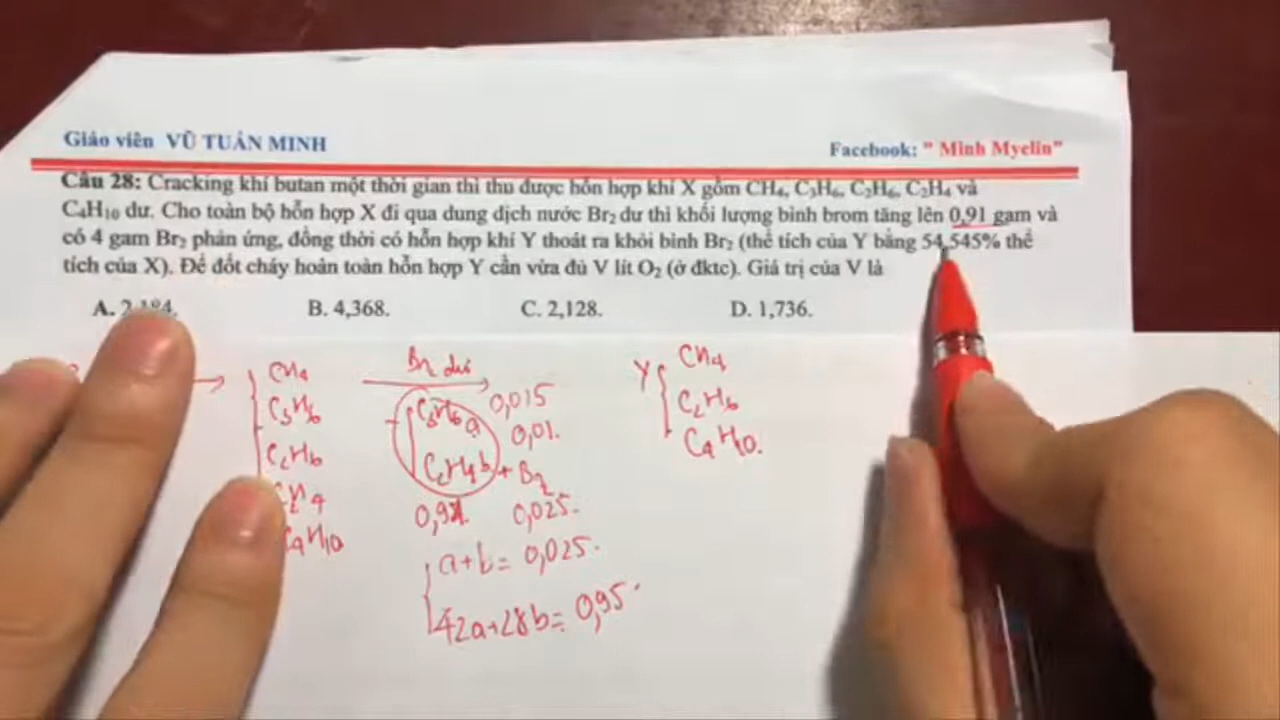 Giáo viên VŨ TUẤN MINH
Facebook: " Minh Myelin"
Câu 28: Cracking khí butan một thời gian thì thu được hỗn hợp khí X gồm CH₄, C₃H₆, C₂H₆, C₂H₄ và
C₄H₁₀ dư. Cho toàn bộ hỗn hợp X đi qua dung dịch nước Br₂ dư thì khối lượng bình brom tăng lên 0,91 gam và
có 4 gam Br₂ phản ứng, đồng thời có hỗn hợp khí Y thoát ra khỏi bình Br₂ (thể tích của Y bằng 54,545% thể
tích của X). Để đốt cháy hoàn toàn hỗn hợp Y cần vừa đủ V lít O₂ (ở đktc). Giá trị của V là
A. 2,184. B. 4,368. C. 2,128. D. 1,736.
CH₄ Br₂ dư Y CH₄
C₃H₆ C₃H₆ a 0,015 C₂H₆
0,01. C₄H₁₀.
C₂H₆ C₂H₄ b + Br₂
C₂H₄ 0,91. 0,025.
C₄H₁₀ a+b= 0,025.
42a+28b= 0,95